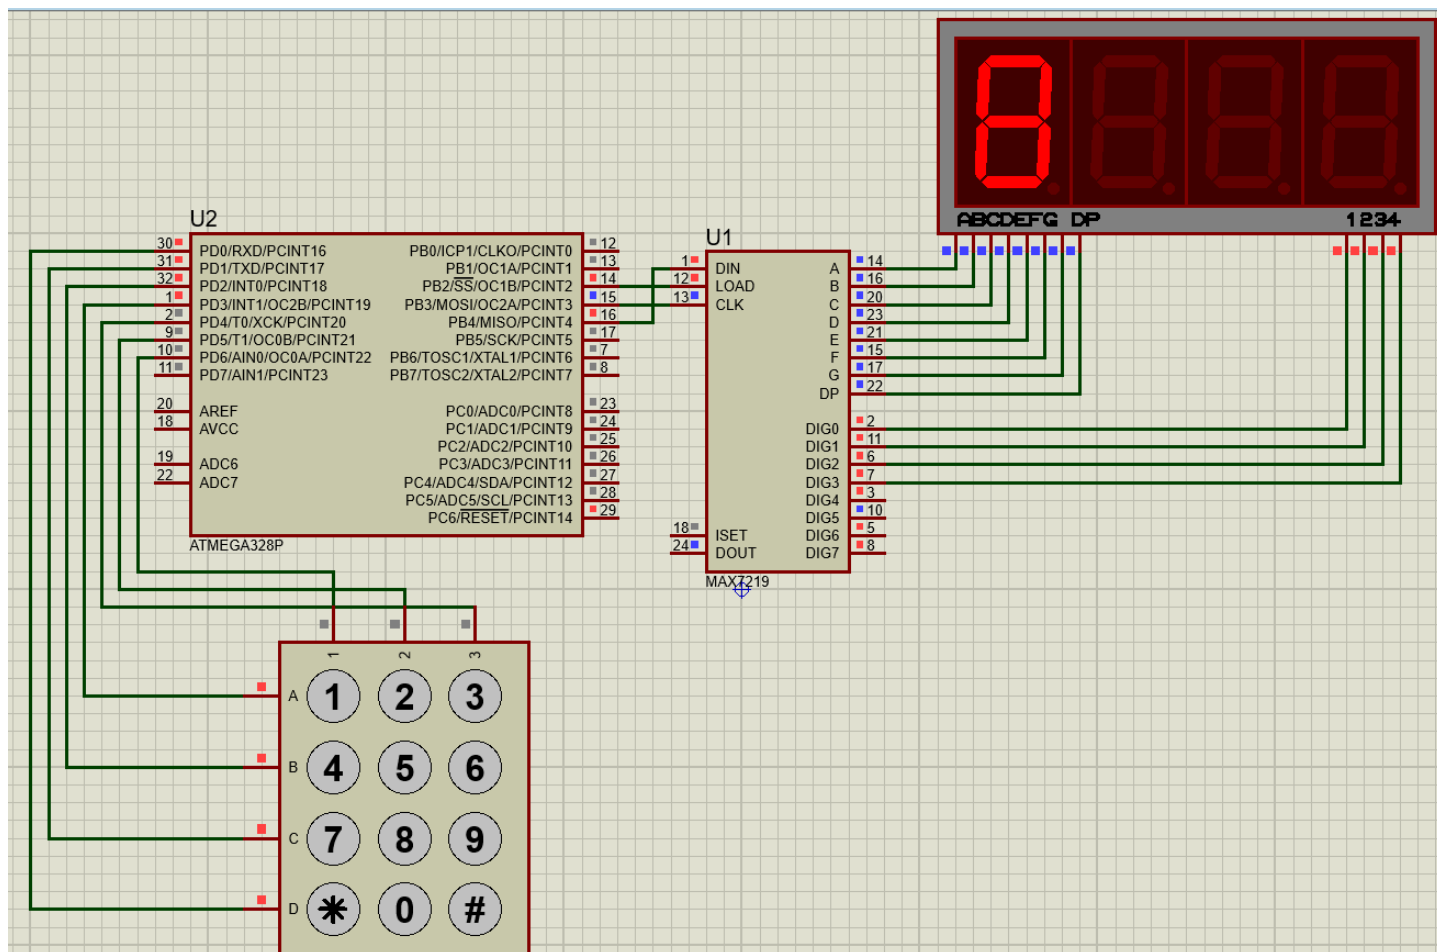 ABCDEFG DP
1234
U2
30 PD0/RXD/PCINT16
31 PD1/TXD/PCINT17
32 PD2/INT0/PCINT18
1 PD3/INT1/OC2B/PCINT19
2 PD4/T0/XCK/PCINT20
9 PD5/T1/OC0B/PCINT21
10 PD6/AIN0/OC0A/PCINT22
11 PD7/AIN1/PCINT23
20 AREF
18 AVCC
19 ADC6
22 ADC7
PB0/ICP1/CLKO/PCINT0 12
PB1/OC1A/PCINT1 13
PB2/SS/OC1B/PCINT2 14
PB3/MOSI/OC2A/PCINT3 15
PB4/MISO/PCINT4 16
PB5/SCK/PCINT5 17
PB6/TOSC1/XTAL1/PCINT6 7
PB7/TOSC2/XTAL2/PCINT7 8
PC0/ADC0/PCINT8 23
PC1/ADC1/PCINT9 24
PC2/ADC2/PCINT10 25
PC3/ADC3/PCINT11 26
PC4/ADC4/SDA/PCINT12 27
PC5/ADC5/SCL/PCINT13 28
PC6/RESET/PCINT14 29
ATMEGA328P
U1
1 DIN
12 LOAD
13 CLK
18 ISET
24 DOUT
A 14
B 16
C 20
D 23
E 21
F 15
G 17
DP 22
DIG0 2
DIG1 11
DIG2 6
DIG3 7
DIG4 3
DIG5 10
DIG6 5
DIG7 8
MAX7219
1 2 3
A 1 2 3
B 4 5 6
C 7 8 9
D * 0 #